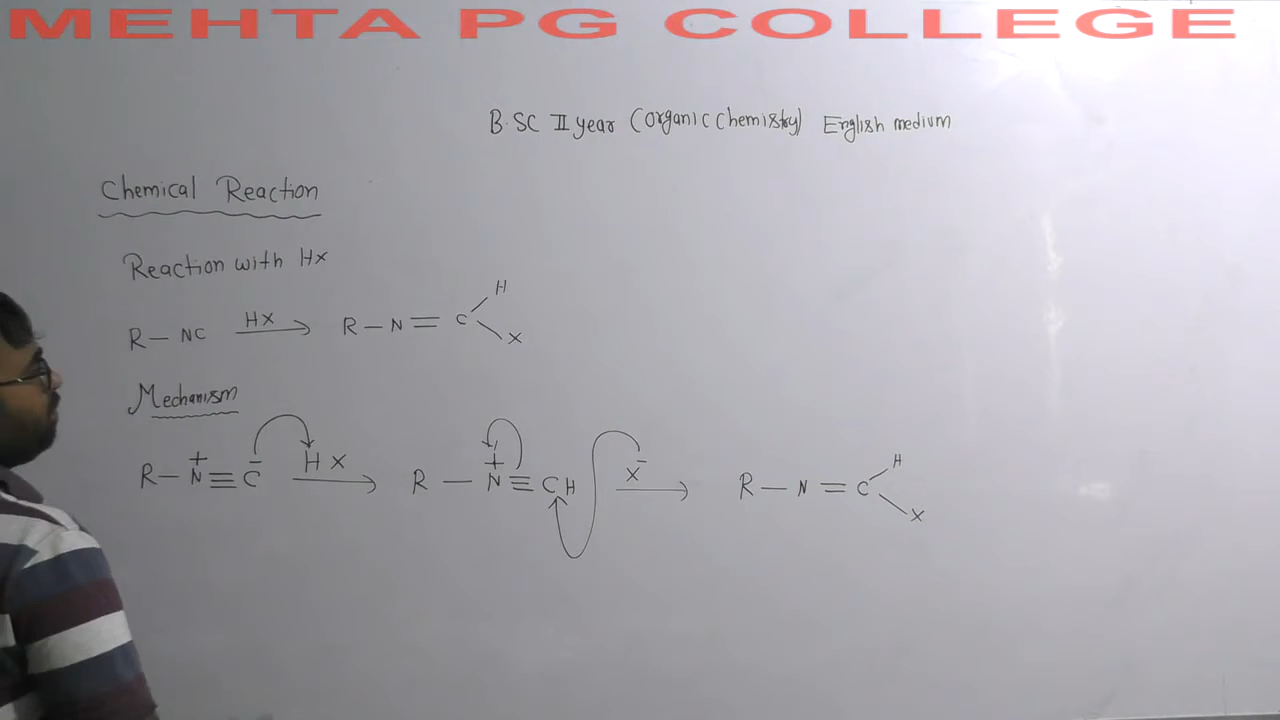 MEHTA PG COLLEGE
B.SC II year (organic chemistry) English medium
Chemical Reaction
Reaction with Hx
R — NC HX → R — N = C H X
Mechanism
R — N⁺ ≡ C⁻ H X → R — N⁺ ≡ CH X⁻ → R — N = C H X